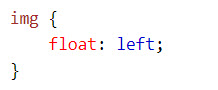 img {
    float: left;
}